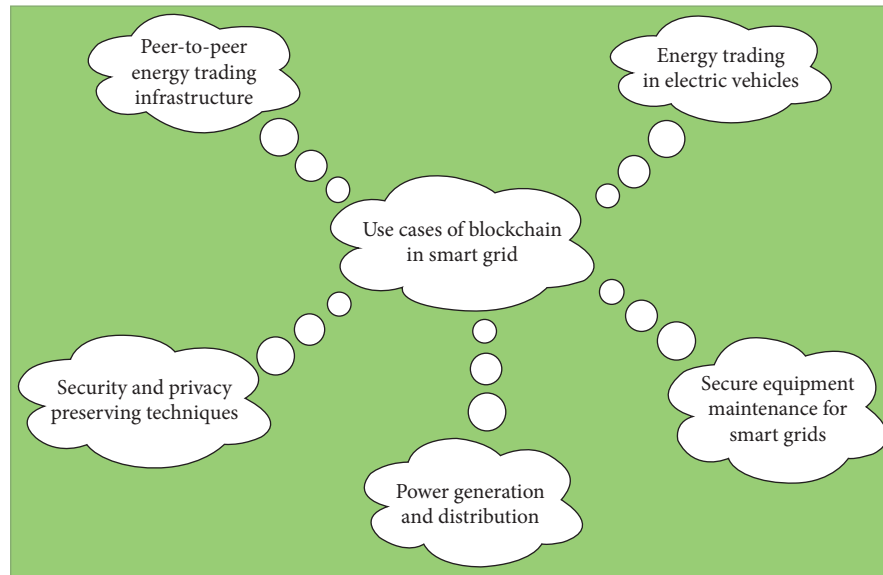 Peer-to-peer
energy trading
infrastructure
Energy trading
in electric vehicles
Use cases of blockchain
in smart grid
Security and privacy
preserving techniques
Secure equipment
maintenance for
smart grids
Power generation
and distribution